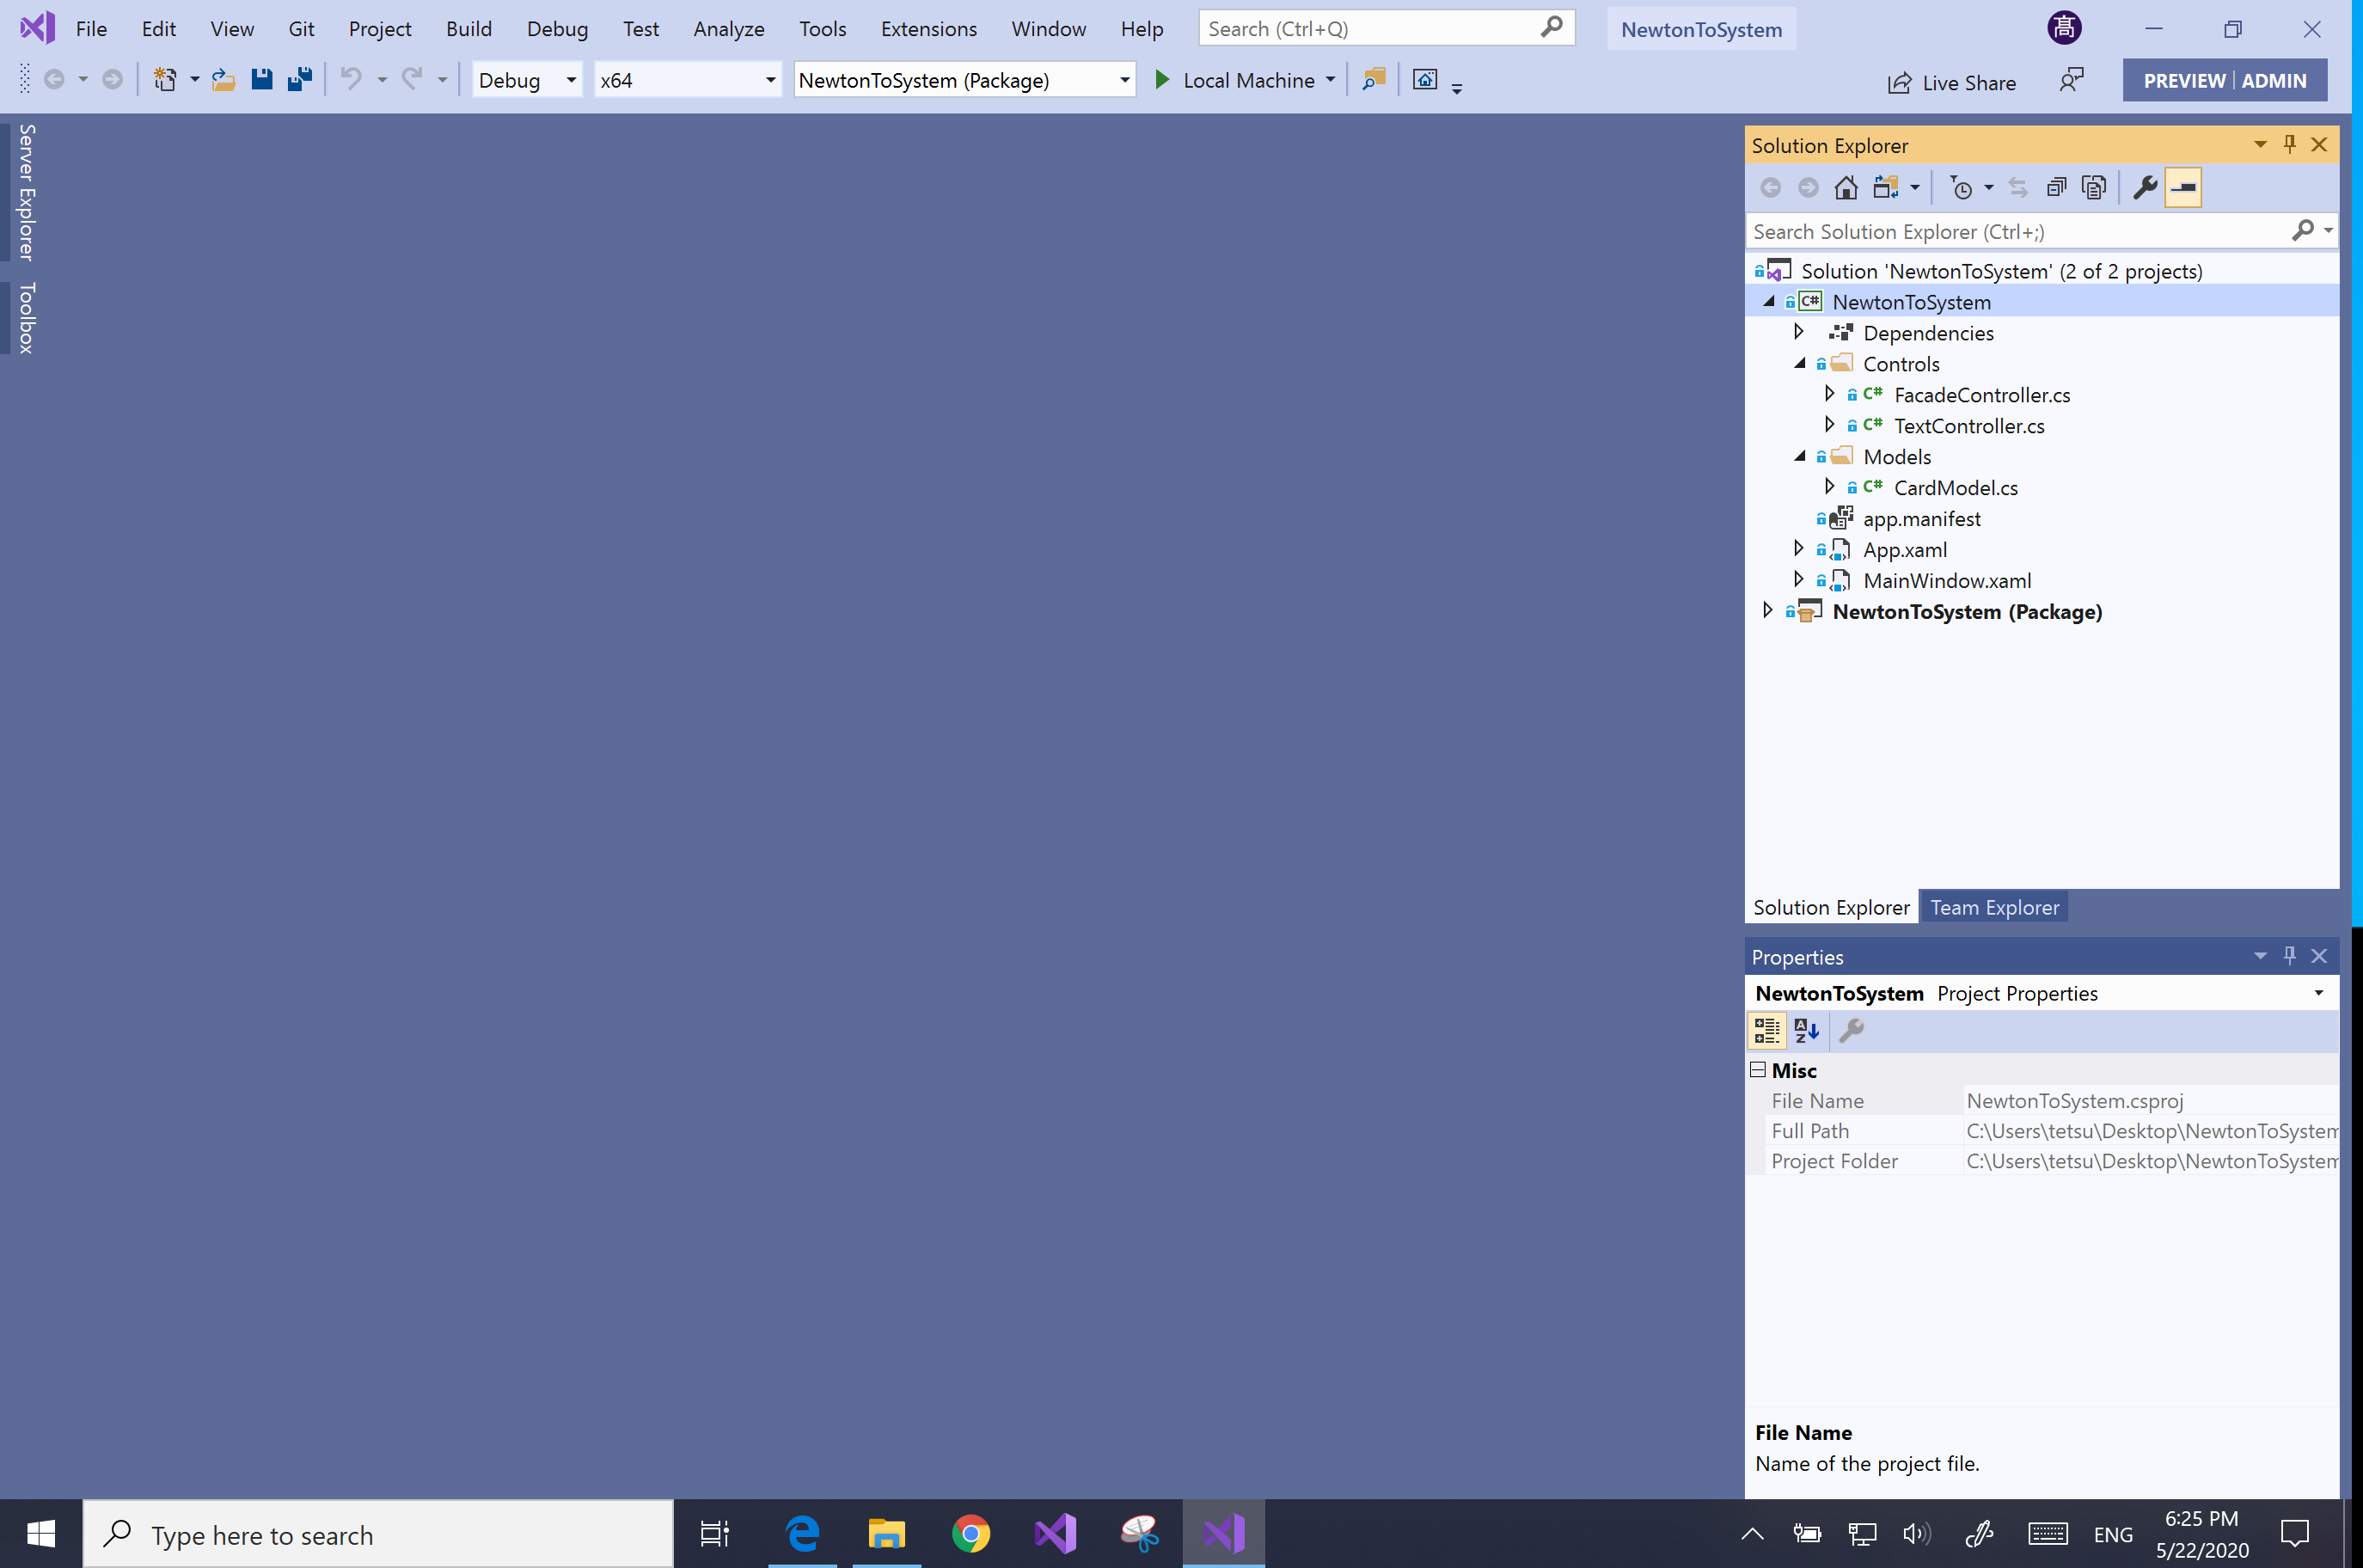 File Edit View Git Project Build Debug Test Analyze Tools Extensions Window Help Search (Ctrl+Q) NewtonToSystem 髙
Debug x64 NewtonToSystem (Package) Local Machine Live Share PREVIEW ADMIN
Server Explorer
Toolbox
Solution Explorer
Search Solution Explorer (Ctrl+;)
Solution 'NewtonToSystem' (2 of 2 projects)
C# NewtonToSystem
Dependencies
Controls
C# FacadeController.cs
C# TextController.cs
Models
C# CardModel.cs
app.manifest
App.xaml
MainWindow.xaml
NewtonToSystem (Package)
Solution Explorer Team Explorer
Properties
NewtonToSystem Project Properties
Misc
File Name NewtonToSystem.csproj
Full Path C:\Users\tetsu\Desktop\NewtonToSystem
Project Folder C:\Users\tetsu\Desktop\NewtonToSystem
File Name
Name of the project file.
Type here to search
ENG
6:25 PM
5/22/2020